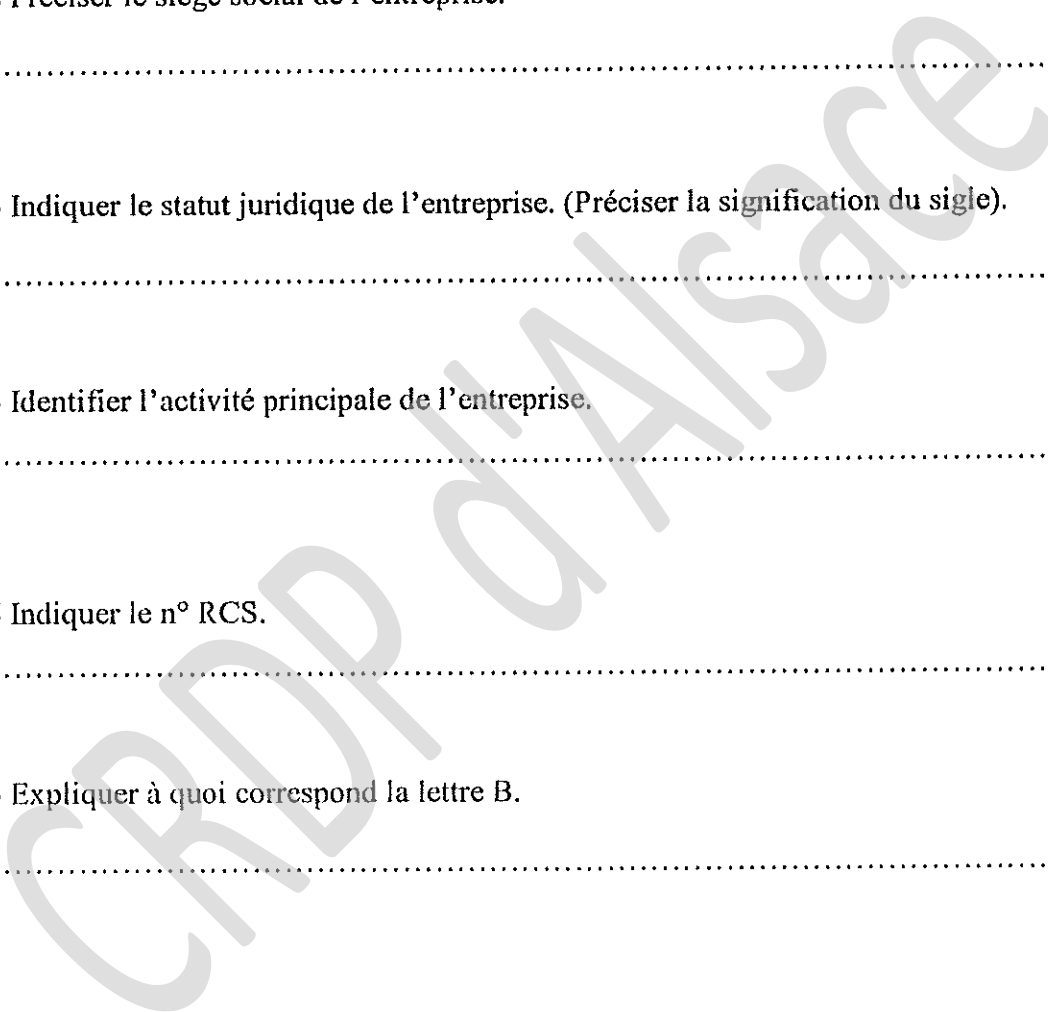 Préciser le siège social de l'entreprise.
................................................................................
Indiquer le statut juridique de l'entreprise. (Préciser la signification du sigle).
................................................................................
Identifier l'activité principale de l'entreprise.
................................................................................
Indiquer le n° RCS.
................................................................................
Expliquer à quoi correspond la lettre B.
................................................................................
CRDP d'Alsace